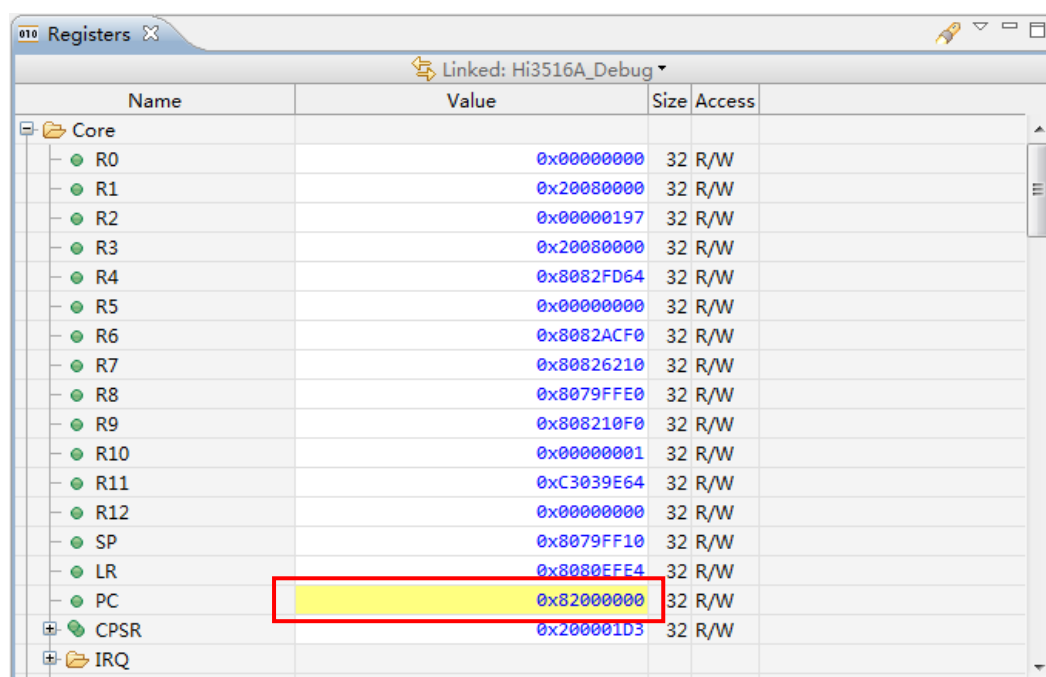 010 Registers
Linked: Hi3516A_Debug
Name Value Size Access
Core
R0 0x00000000 32 R/W
R1 0x20080000 32 R/W
R2 0x00000197 32 R/W
R3 0x20080000 32 R/W
R4 0x8082FD64 32 R/W
R5 0x00000000 32 R/W
R6 0x8082ACF0 32 R/W
R7 0x80826210 32 R/W
R8 0x8079FFE0 32 R/W
R9 0x808210F0 32 R/W
R10 0x00000001 32 R/W
R11 0xC3039E64 32 R/W
R12 0x00000000 32 R/W
SP 0x8079FF10 32 R/W
LR 0x8080EFE4 32 R/W
PC 0x82000000 32 R/W
CPSR 0x200001D3 32 R/W
IRQ